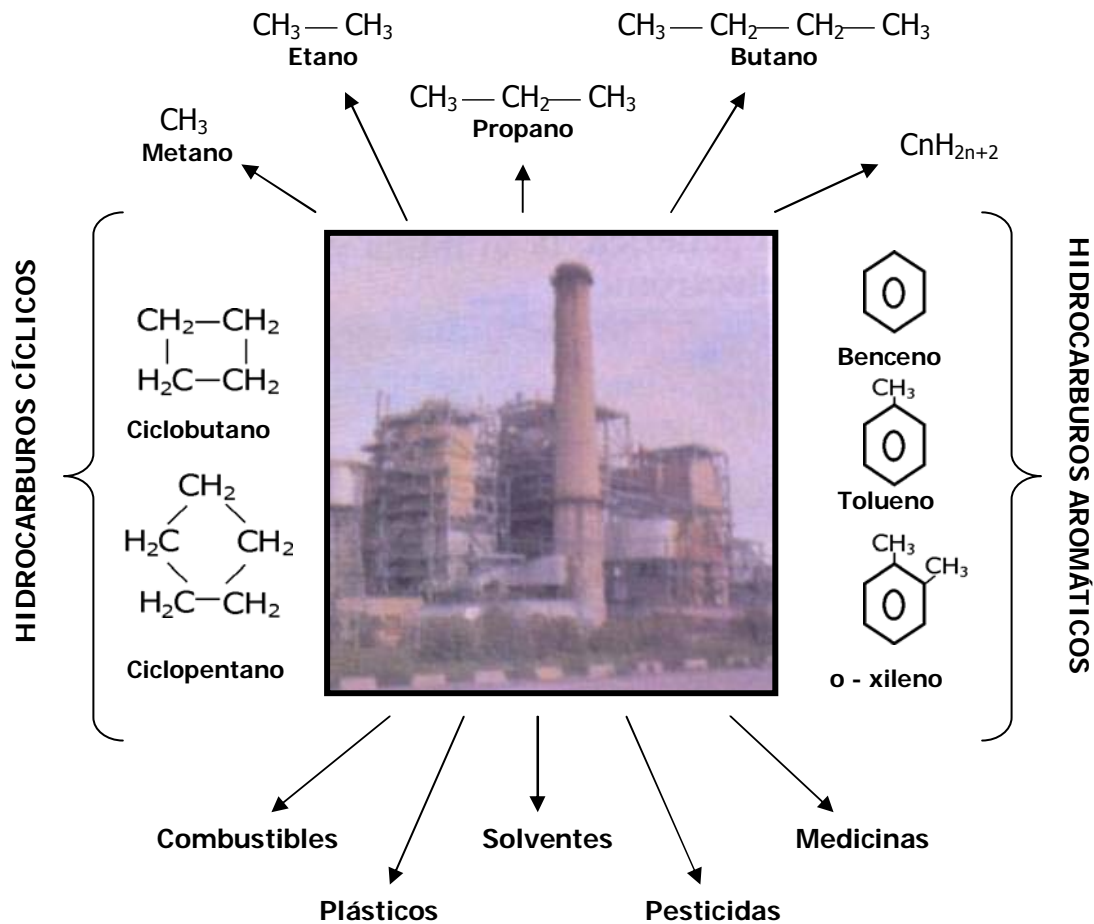 CH₃ — CH₃
Etano
CH₃ — CH₂ — CH₂ — CH₃
Butano
CH₃ — CH₂ — CH₃
Propano
CH₃
Metano
CnH₂ₙ₊₂
HIDROCARBUROS CÍCLICOS
CH₂—CH₂
H₂C—CH₂
Ciclobutano
CH₂
H₂C CH₂
H₂C—CH₂
Ciclopentano
Benceno
CH₃
Tolueno
CH₃
CH₃
o - xileno
HIDROCARBUROS AROMÁTICOS
Combustibles
Solventes
Medicinas
Plásticos
Pesticidas